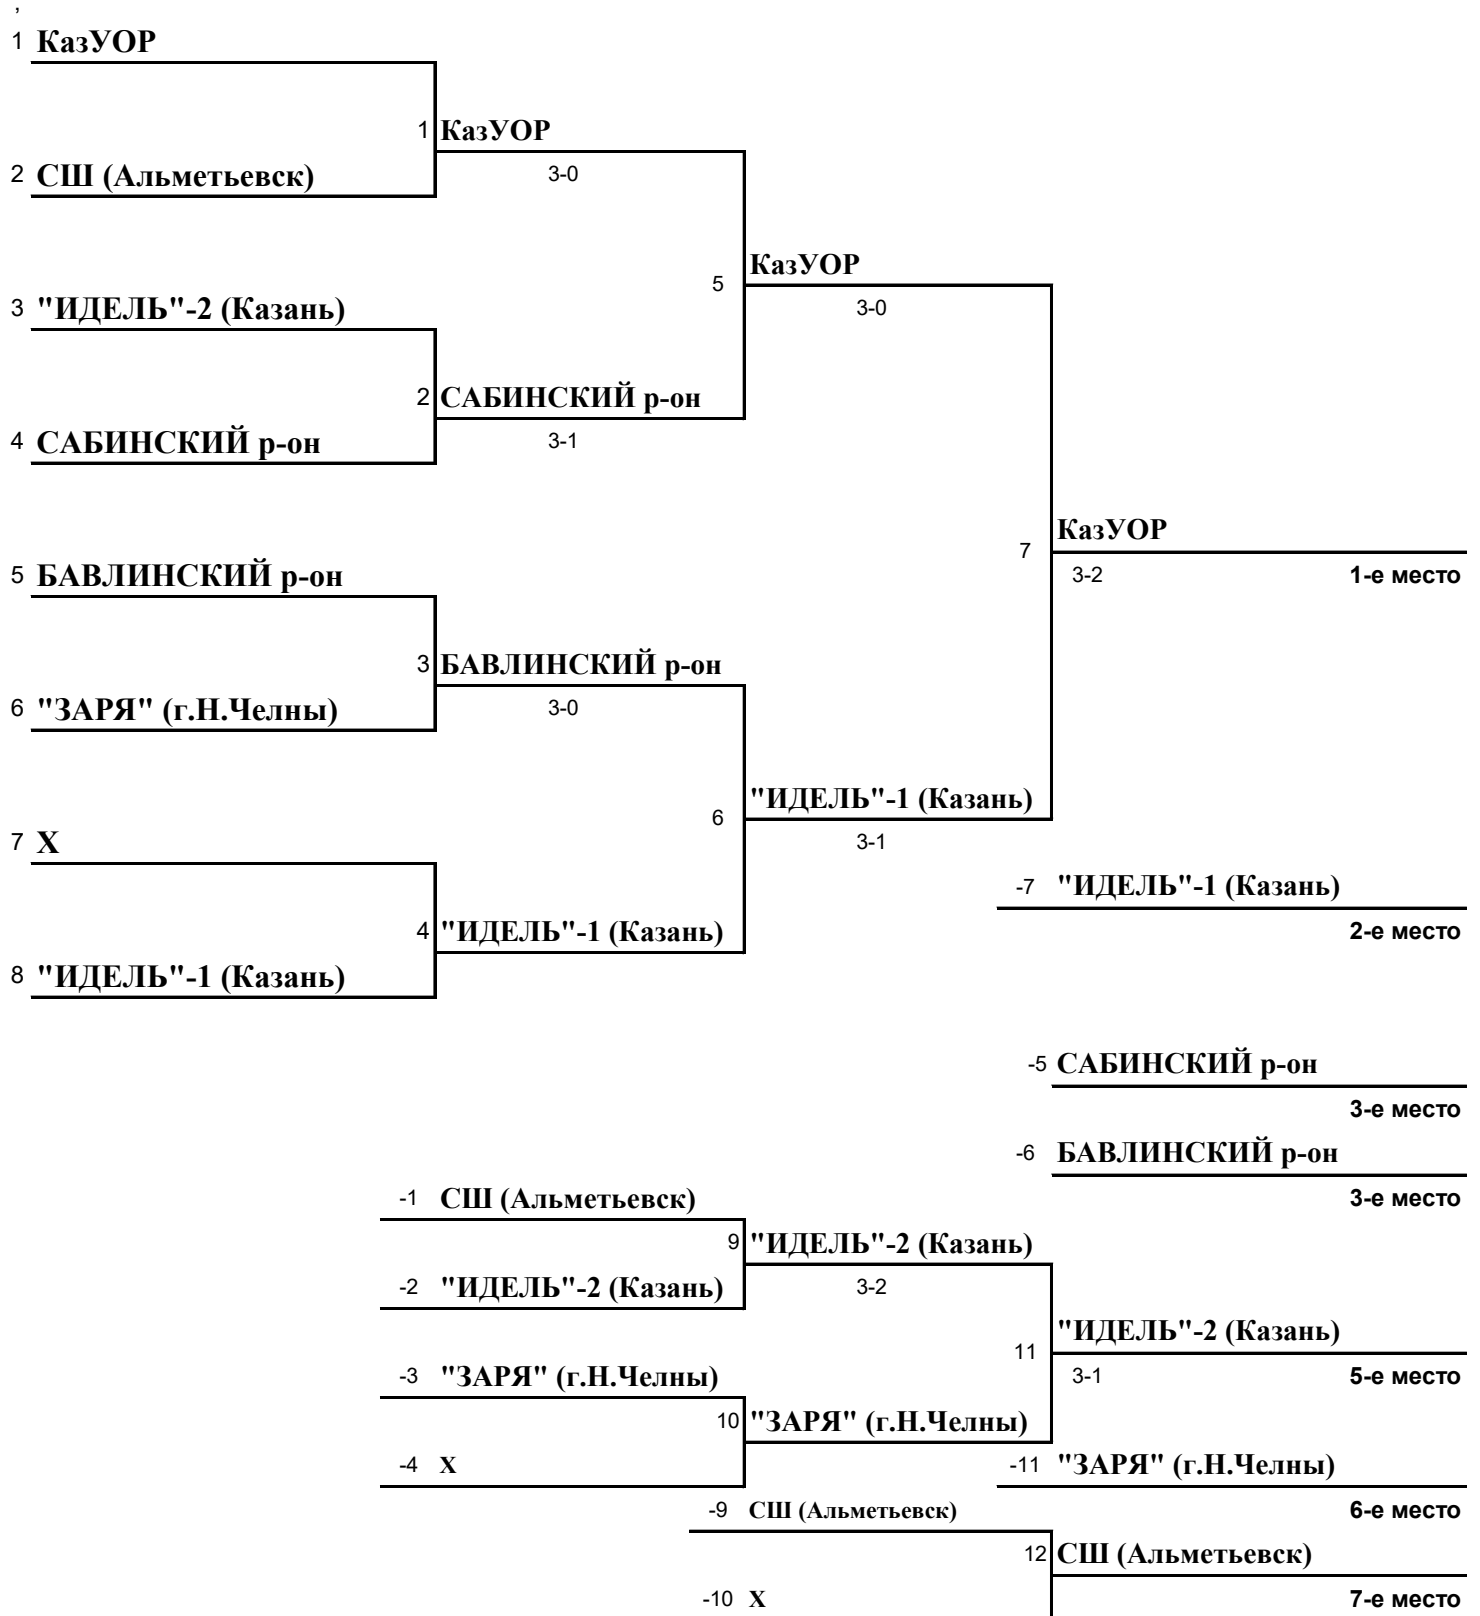 ,
1 КазУОР
1 КазУОР
2 СШ (Альметьевск)
3-0
КазУОР
5
3 "ИДЕЛЬ"-2 (Казань)
3-0
2 САБИНСКИЙ р-он
4 САБИНСКИЙ р-он
3-1
КазУОР
7
5 БАВЛИНСКИЙ р-он
3-2 1-е место
3 БАВЛИНСКИЙ р-он
6 "ЗАРЯ" (г.Н.Челны)
3-0
"ИДЕЛЬ"-1 (Казань)
6
7 Х
3-1
-7 "ИДЕЛЬ"-1 (Казань)
4 "ИДЕЛЬ"-1 (Казань)
2-е место
8 "ИДЕЛЬ"-1 (Казань)
-5 САБИНСКИЙ р-он
3-е место
-6 БАВЛИНСКИЙ р-он
-1 СШ (Альметьевск)
3-е место
9 "ИДЕЛЬ"-2 (Казань)
-2 "ИДЕЛЬ"-2 (Казань)
3-2
"ИДЕЛЬ"-2 (Казань)
11
-3 "ЗАРЯ" (г.Н.Челны)
3-1 5-е место
10 "ЗАРЯ" (г.Н.Челны)
-4 Х
-11 "ЗАРЯ" (г.Н.Челны)
-9 СШ (Альметьевск)
6-е место
12 СШ (Альметьевск)
-10 Х
7-е место